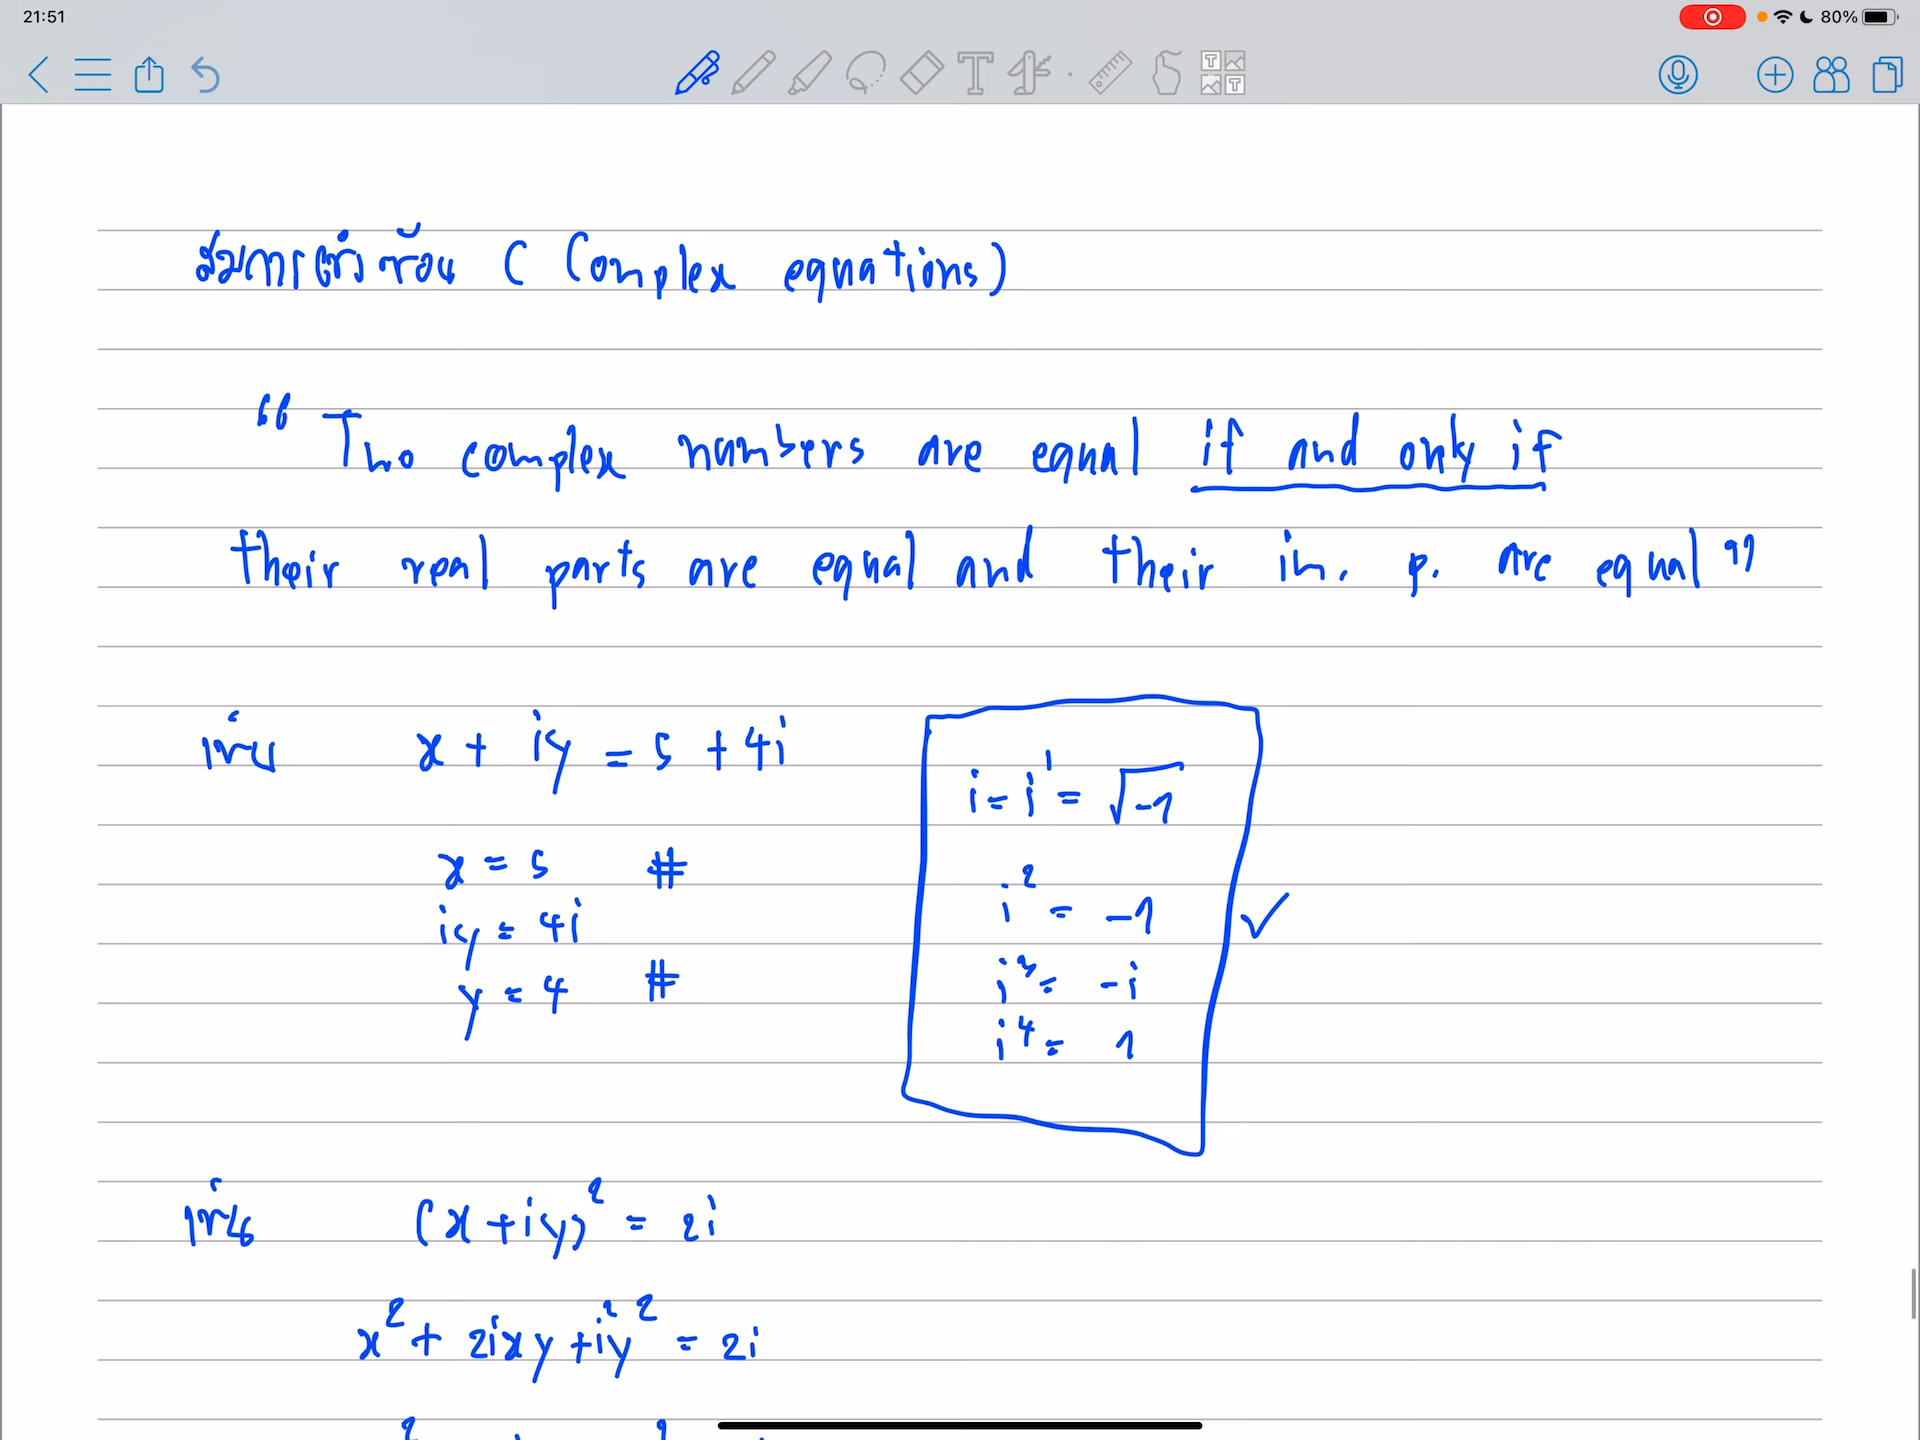 21:51
80%
สมการเชิงซ้อน ( Complex equations)
“ Two complex numbers are equal if and only if
their real parts are equal and their im. p. are equal ”
เช่น x + iy = 5 + 4i
x = 5 #
iy = 4i
y = 4 #
i = i¹ = √-1
i² = -1 ✓
i³ = -i
i⁴ = 1
เช่น (x + iy)² = 2i
x² + 2ixy + i²y² = 2i